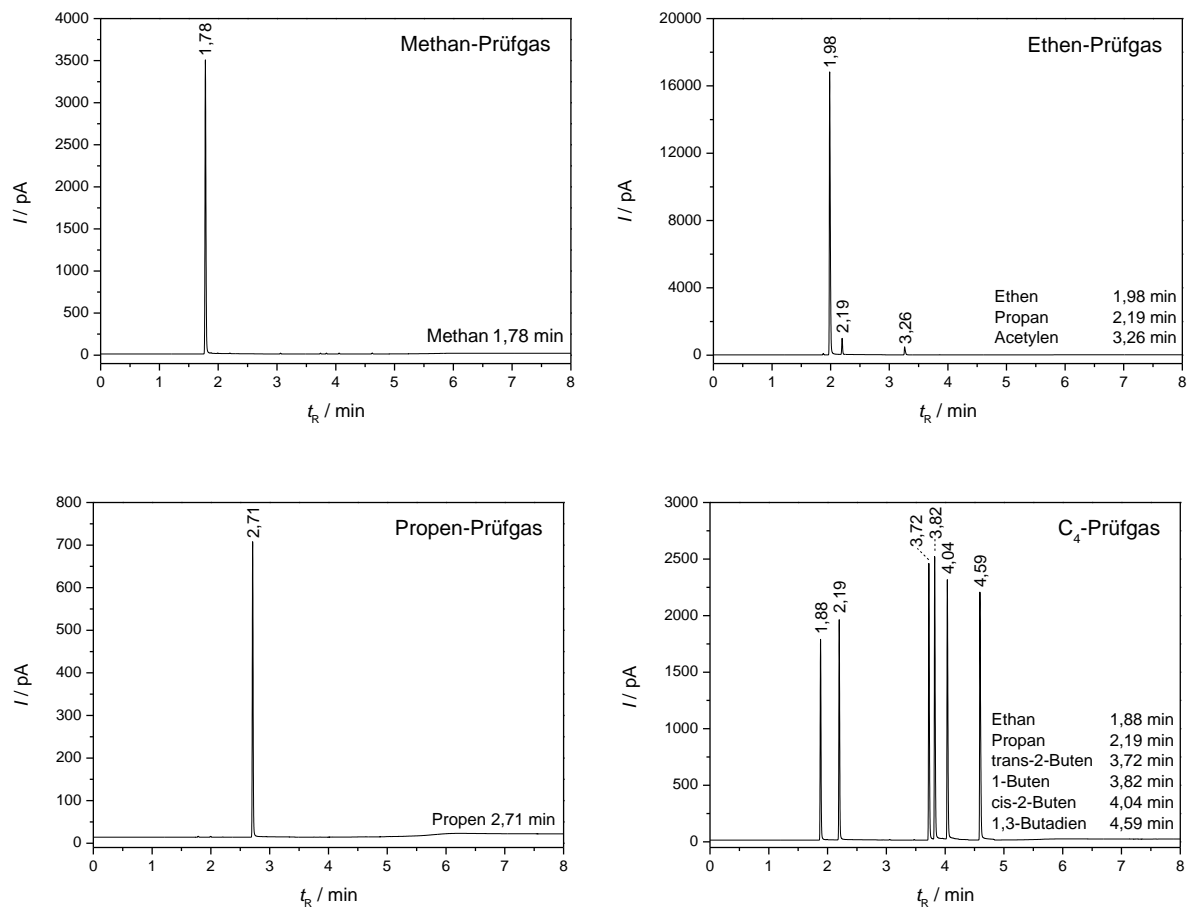 Methan-Prüfgas
4000
3500
3000
2500
2000
1500
1000
500
0
I / pA
1,78
Methan 1,78 min
0 1 2 3 4 5 6 7 8
tR / min
Ethen-Prüfgas
20000
16000
12000
8000
4000
0
I / pA
1,98
2,19
3,26
Ethen 1,98 min
Propan 2,19 min
Acetylen 3,26 min
0 1 2 3 4 5 6 7 8
tR / min
Propen-Prüfgas
800
700
600
500
400
300
200
100
0
I / pA
2,71
Propen 2,71 min
0 1 2 3 4 5 6 7 8
tR / min
C4-Prüfgas
3000
2500
2000
1500
1000
500
0
I / pA
1,88
2,19
3,72
3,82
4,04
4,59
Ethan 1,88 min
Propan 2,19 min
trans-2-Buten 3,72 min
1-Buten 3,82 min
cis-2-Buten 4,04 min
1,3-Butadien 4,59 min
0 1 2 3 4 5 6 7 8
tR / min